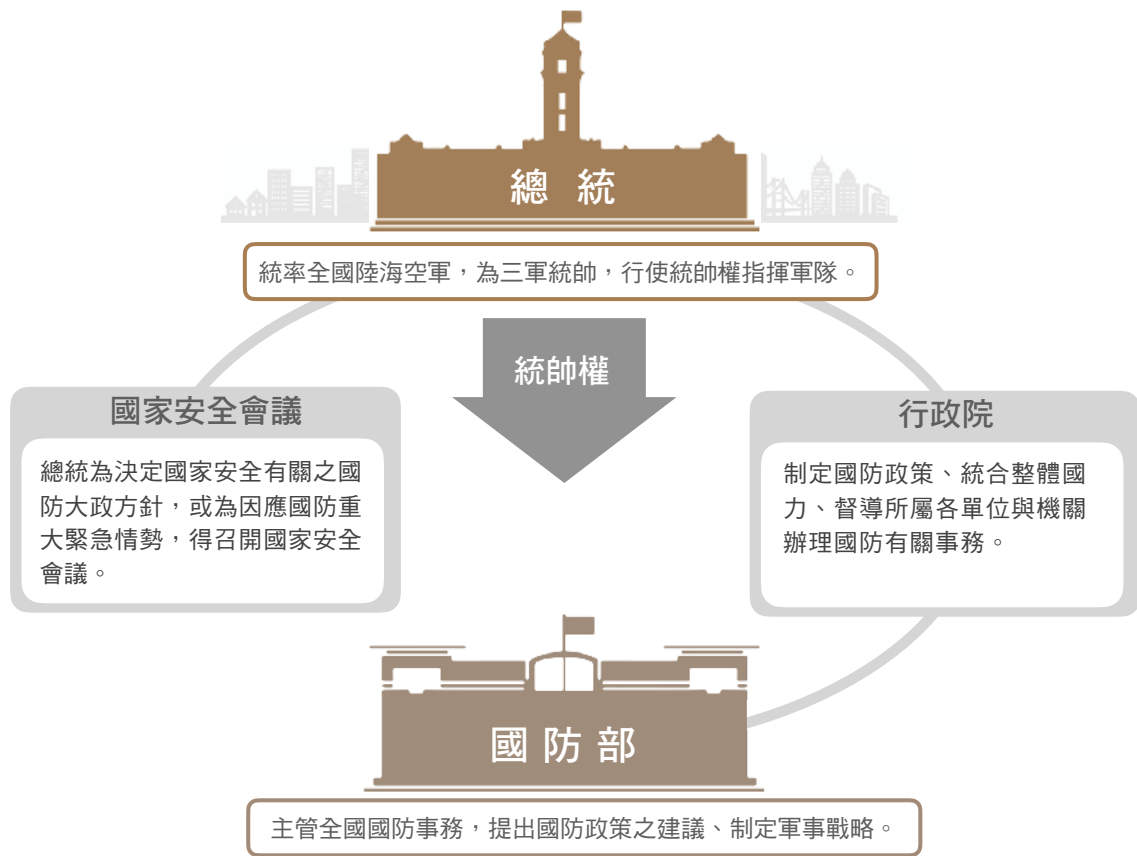 總統
統率全國陸海空軍，為三軍統帥，行使統帥權指揮軍隊。
統帥權
國家安全會議
總統為決定國家安全有關之國
防大政方針，或為因應國防重
大緊急情勢，得召開國家安全
會議。
行政院
制定國防政策、統合整體國
力、督導所屬各單位與機關
辦理國防有關事務。
國防部
主管全國國防事務，提出國防政策之建議、制定軍事戰略。